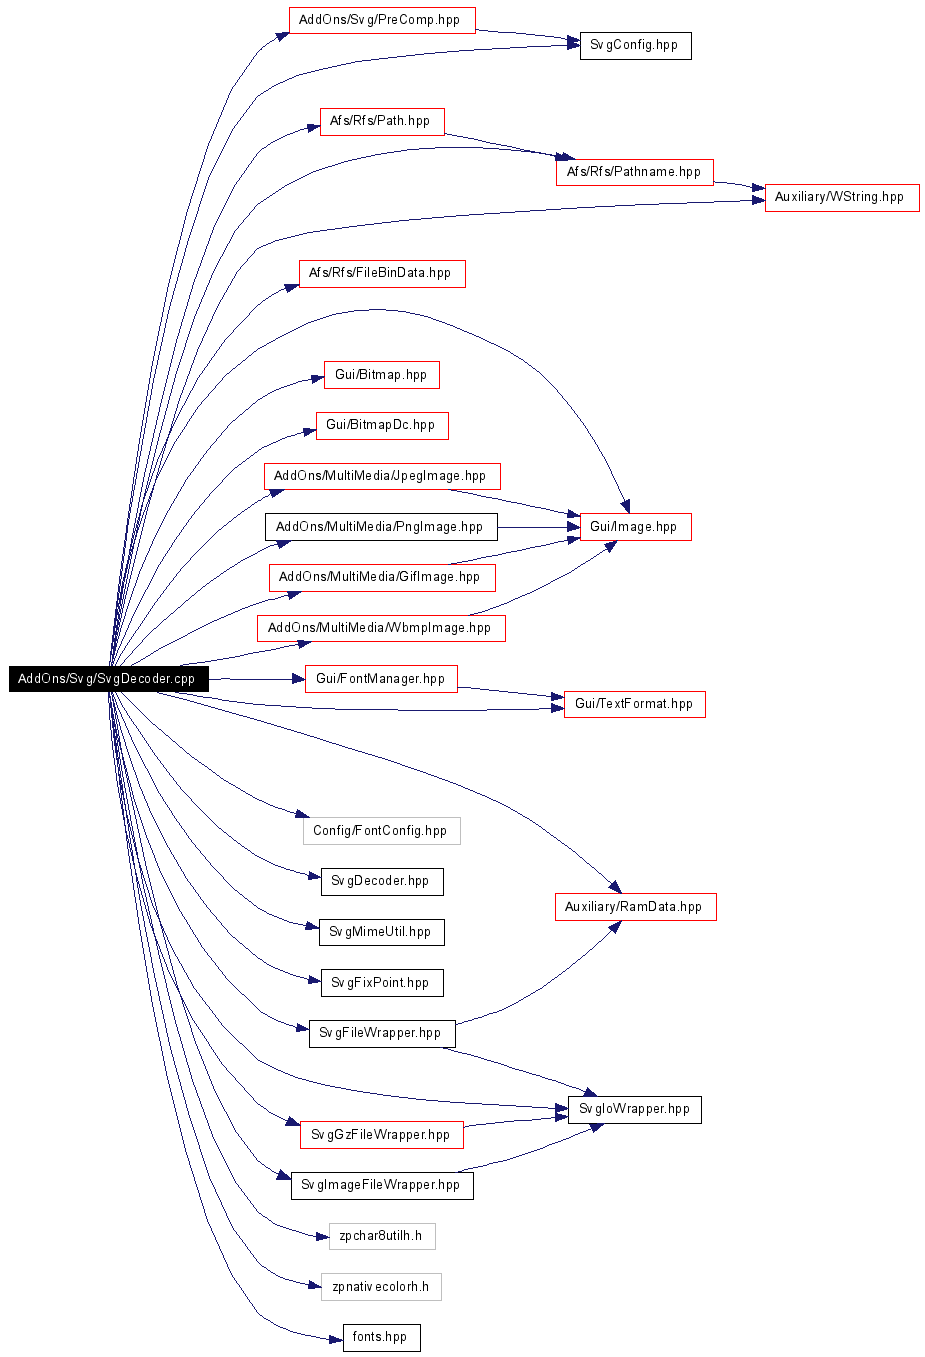 AddOns/Svg/PreComp.hpp
SvgConfig.hpp
Afs/Rfs/Path.hpp
Afs/Rfs/Pathname.hpp
Auxiliary/WString.hpp
Afs/Rfs/FileBinData.hpp
Gui/Bitmap.hpp
Gui/BitmapDc.hpp
AddOns/MultiMedia/JpegImage.hpp
AddOns/MultiMedia/PngImage.hpp
Gui/Image.hpp
AddOns/MultiMedia/GifImage.hpp
AddOns/MultiMedia/WbmpImage.hpp
AddOns/Svg/SvgDecoder.cpp
Gui/FontManager.hpp
Gui/TextFormat.hpp
Config/FontConfig.hpp
SvgDecoder.hpp
Auxiliary/RamData.hpp
SvgMimeUtil.hpp
SvgFixPoint.hpp
SvgFileWrapper.hpp
SvgIoWrapper.hpp
SvgGzFileWrapper.hpp
SvgImageFileWrapper.hpp
zpchar8utilh.h
zpnativecolorh.h
fonts.hpp